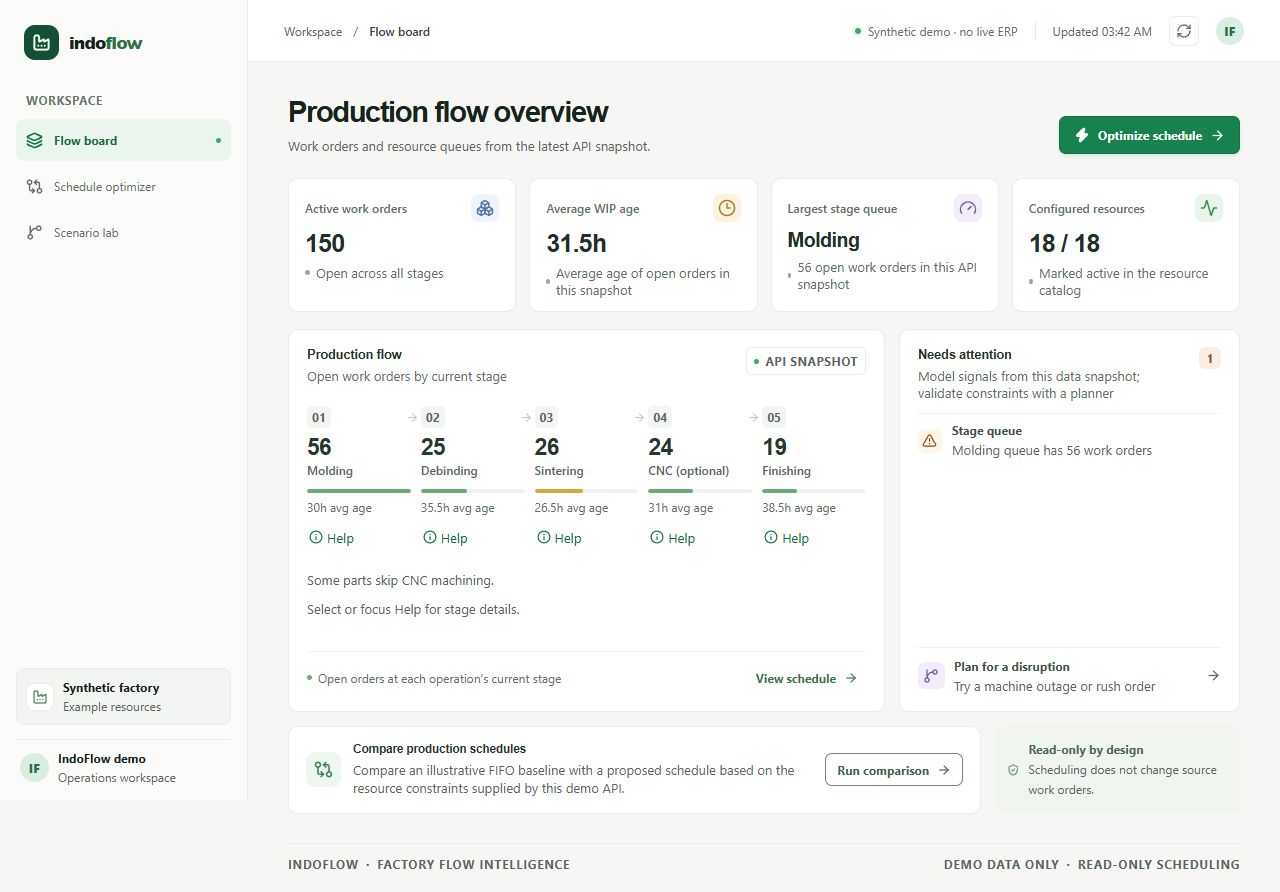 indoflow
WORKSPACE
Flow board
Schedule optimizer
Scenario lab
Synthetic factory
Example resources
IF
IndoFlow demo
Operations workspace
Workspace / Flow board
Synthetic demo · no live ERP
Updated 03:42 AM
IF
Production flow overview
Work orders and resource queues from the latest API snapshot.
Optimize schedule
Active work orders
150
Open across all stages
Average WIP age
31.5h
Average age of open orders in
this snapshot
Largest stage queue
Molding
56 open work orders in this API
snapshot
Configured resources
18 / 18
Marked active in the resource
catalog
Production flow
Open work orders by current stage
API SNAPSHOT
01
56
Molding
30h avg age
Help
02
25
Debinding
35.5h avg age
Help
03
26
Sintering
26.5h avg age
Help
04
24
CNC (optional)
31h avg age
Help
05
19
Finishing
38.5h avg age
Help
Some parts skip CNC machining.
Select or focus Help for stage details.
Open orders at each operation's current stage
View schedule
Needs attention
1
Model signals from this data snapshot;
validate constraints with a planner
Stage queue
Molding queue has 56 work orders
Plan for a disruption
Try a machine outage or rush order
Compare production schedules
Compare an illustrative FIFO baseline with a proposed schedule based on the
resource constraints supplied by this demo API.
Run comparison
Read-only by design
Scheduling does not change source
work orders.
INDOFLOW · FACTORY FLOW INTELLIGENCE
DEMO DATA ONLY · READ-ONLY SCHEDULING